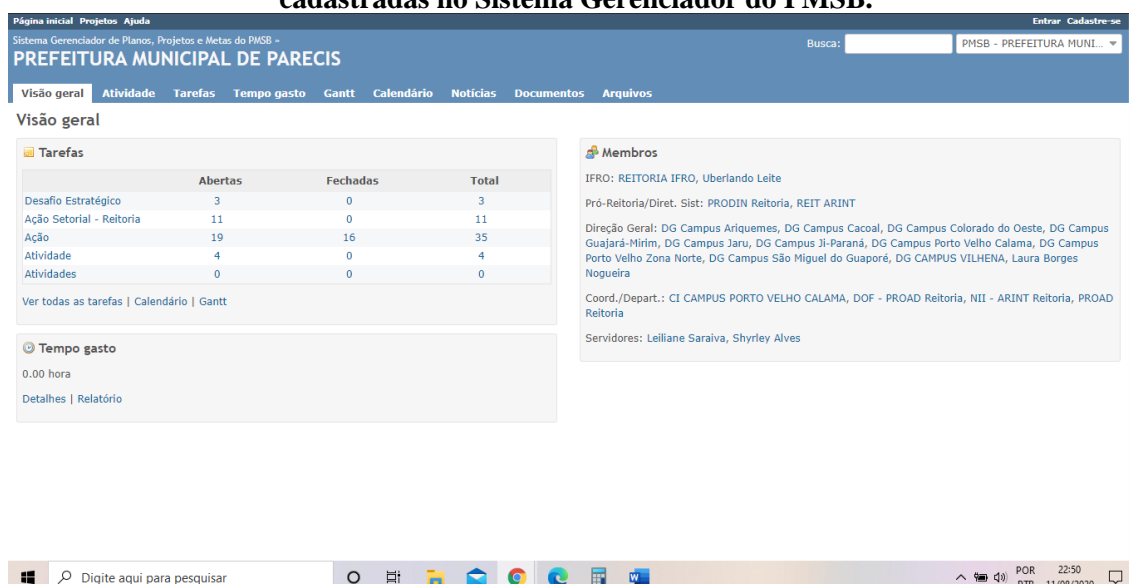 cadastradas no Sistema Gerenciador do PMSB.
Página inicial Projetos Ajuda
Entrar Cadastre-se
Sistema Gerenciador de Planos, Projetos e Metas do PMSB »
PREFEITURA MUNICIPAL DE PARECIS
Busca:
PMSB - PREFEITURA MUNI...
Visão geral Atividade Tarefas Tempo gasto Gantt Calendário Notícias Documentos Arquivos
Visão geral
Tarefas
Abertas Fechadas Total
Desafio Estratégico 3 0 3
Ação Setorial - Reitoria 11 0 11
Ação 19 16 35
Atividade 4 0 4
Atividades 0 0 0
Ver todas as tarefas | Calendário | Gantt
Tempo gasto
0.00 hora
Detalhes | Relatório
Membros
IFRO: REITORIA IFRO, Uberlando Leite
Pró-Reitoria/Diret. Sist: PRODIN Reitoria, REIT ARINT
Direção Geral: DG Campus Ariquemes, DG Campus Cacoal, DG Campus Colorado do Oeste, DG Campus
Guajará-Mirim, DG Campus Jaru, DG Campus Ji-Paraná, DG Campus Porto Velho Calama, DG Campus
Porto Velho Zona Norte, DG Campus São Miguel do Guaporé, DG CAMPUS VILHENA, Laura Borges
Nogueira
Coord./Depart.: CI CAMPUS PORTO VELHO CALAMA, DOF - PROAD Reitoria, NII - ARINT Reitoria, PROAD
Reitoria
Servidores: Leiliane Saraiva, Shyrley Alves
Digite aqui para pesquisar
POR 22:50
PTB 11/08/2020